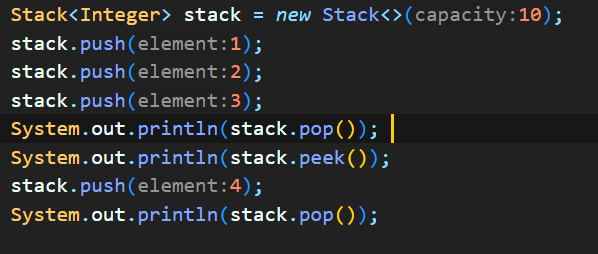 Stack<Integer> stack = new Stack<>(capacity:10);
stack.push(element:1);
stack.push(element:2);
stack.push(element:3);
System.out.println(stack.pop());
System.out.println(stack.peek());
stack.push(element:4);
System.out.println(stack.pop());